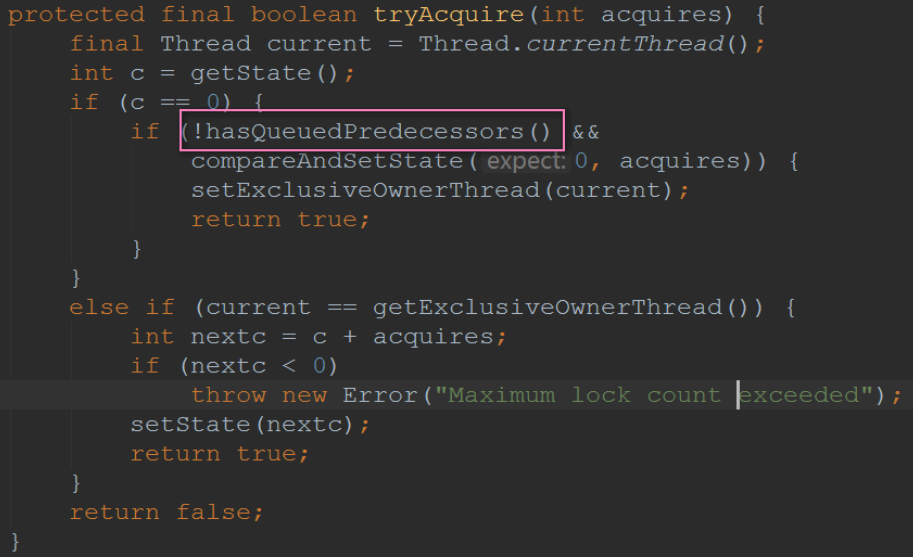 protected final boolean tryAcquire(int acquires) {
    final Thread current = Thread.currentThread();
    int c = getState();
    if (c == 0) {
        if (!hasQueuedPredecessors() &&
            compareAndSetState( expect: 0, acquires)) {
            setExclusiveOwnerThread(current);
            return true;
        }
    }
    else if (current == getExclusiveOwnerThread()) {
        int nextc = c + acquires;
        if (nextc < 0)
            throw new Error("Maximum lock count exceeded");
        setState(nextc);
        return true;
    }
    return false;
}